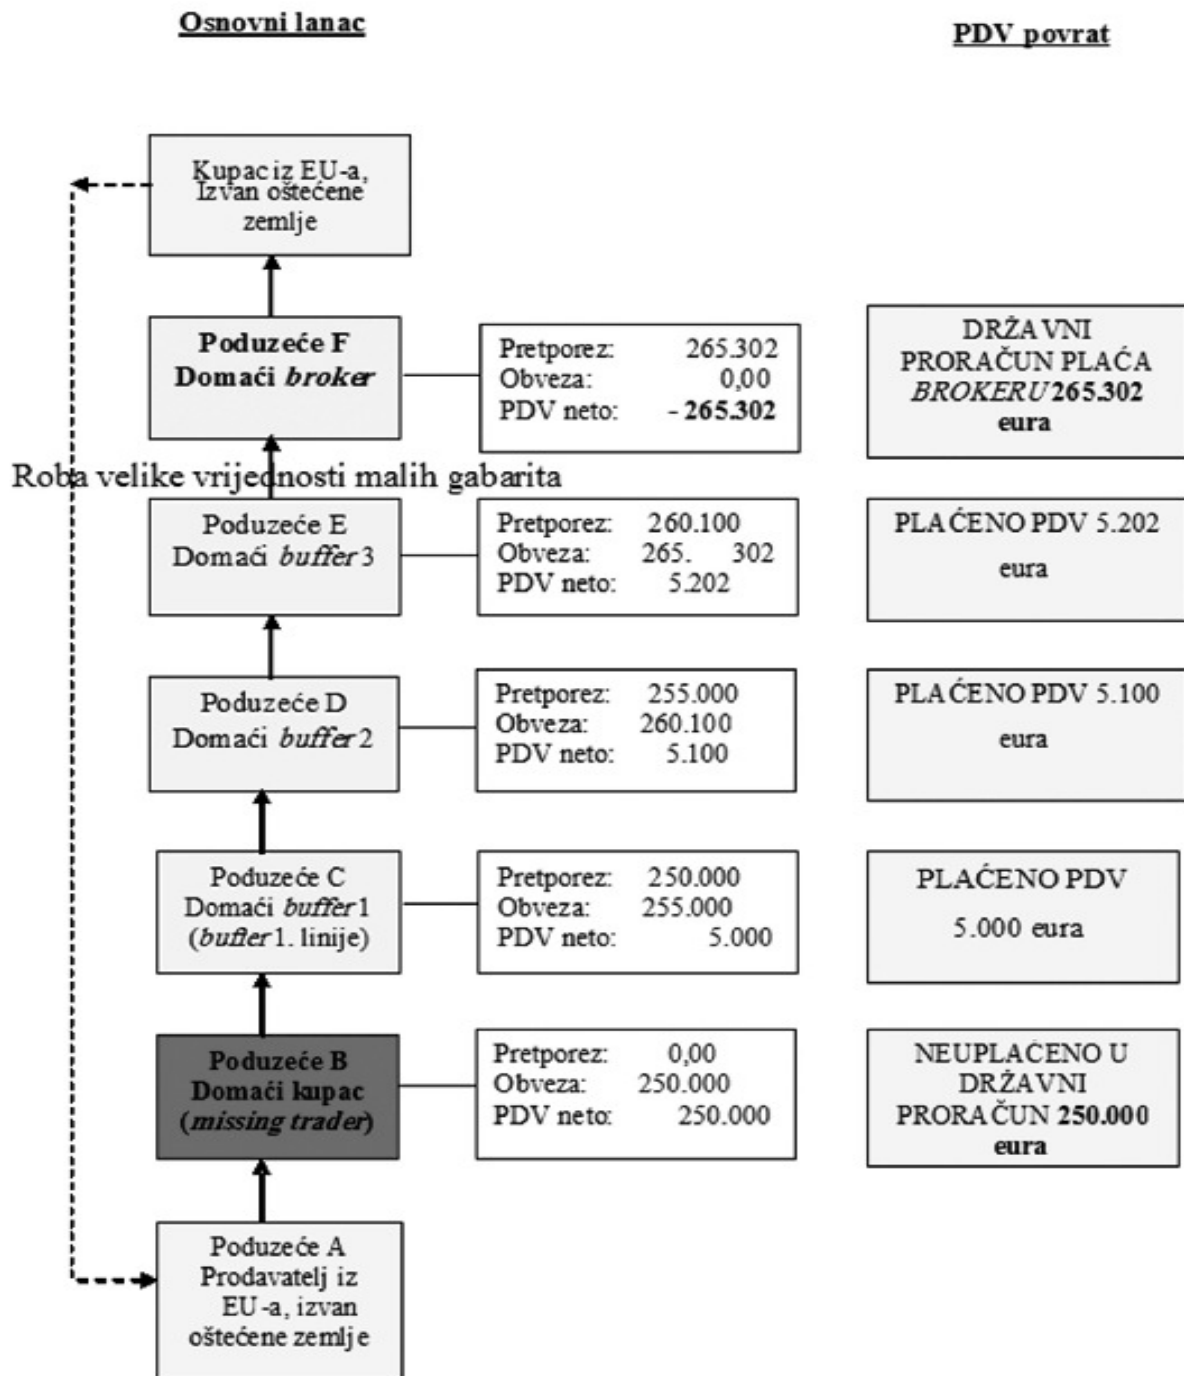 Osnovni lanac
PDV povrat
Kupac iz EU-a,
Izvan oštećene
zemlje
Poduzeće F
Domaći broker
Pretporez: 265.302
Obveza: 0,00
PDV neto: - 265.302
DRŽAVNI
PRORAČUN PLAĆA
BROKERU 265.302
eura
Roba velike vrijednosti malih gabarita
Poduzeće E
Domaći buffer 3
Pretporez: 260.100
Obveza: 265. 302
PDV neto: 5.202
PLAĆENO PDV 5.202
eura
Poduzeće D
Domaći buffer 2
Pretporez: 255.000
Obveza: 260.100
PDV neto: 5.100
PLAĆENO PDV 5.100
eura
Poduzeće C
Domaći buffer 1
(buffer 1. linije)
Pretporez: 250.000
Obveza: 255.000
PDV neto: 5.000
PLAĆENO PDV
5.000 eura
Poduzeće B
Domaći kupac
(missing trader)
Pretporez: 0,00
Obveza: 250.000
PDV neto: 250.000
NEUPLAĆENO U
DRŽAVNI
PRORAČUN 250.000
eura
Poduzeće A
Prodavatelj iz
EU-a, izvan
oštećene zemlje